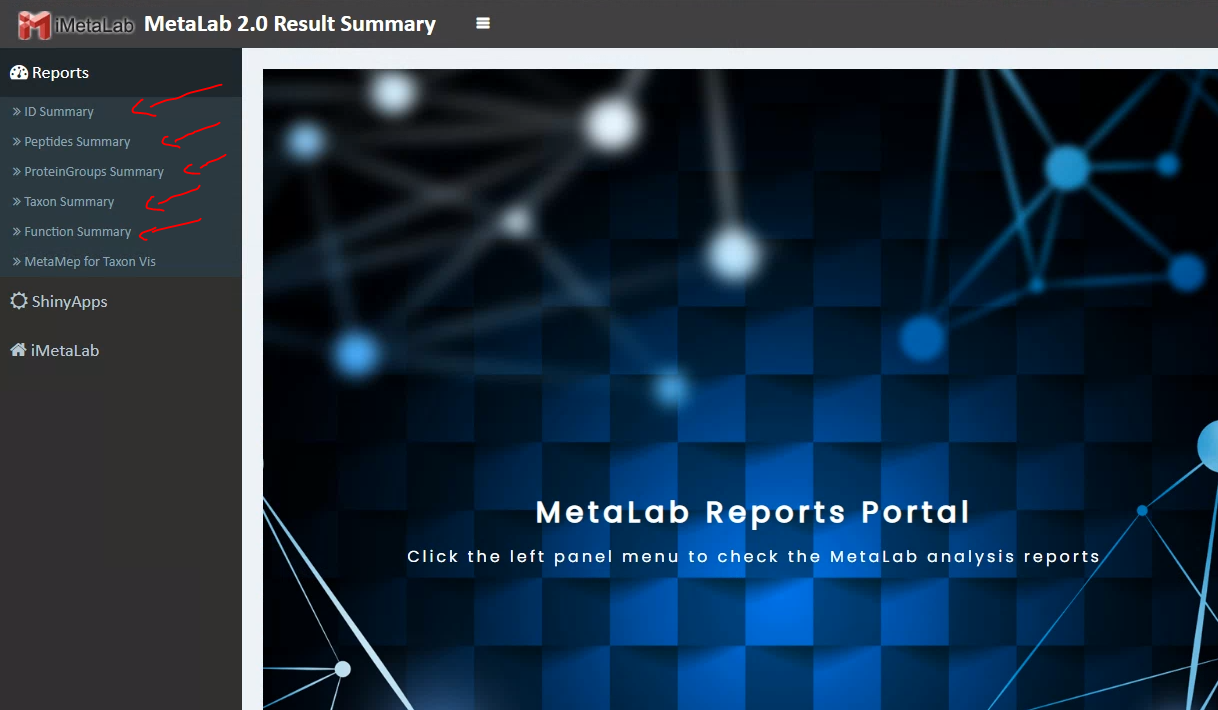 iMetaLab MetaLab 2.0 Result Summary
Reports
ID Summary
Peptides Summary
ProteinGroups Summary
Taxon Summary
Function Summary
MetaMep for Taxon Vis
ShinyApps
iMetaLab
MetaLab Reports Portal
Click the left panel menu to check the MetaLab analysis reports